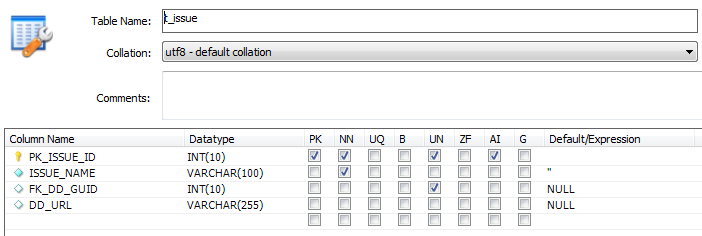 Table Name: t_issue
Collation: utf8 - default collation
Comments:
Column Name Datatype PK NN UQ B UN ZF AI G Default/Expression
PK_ISSUE_ID INT(10)
ISSUE_NAME VARCHAR(100) ''
FK_DD_GUID INT(10) NULL
DD_URL VARCHAR(255) NULL